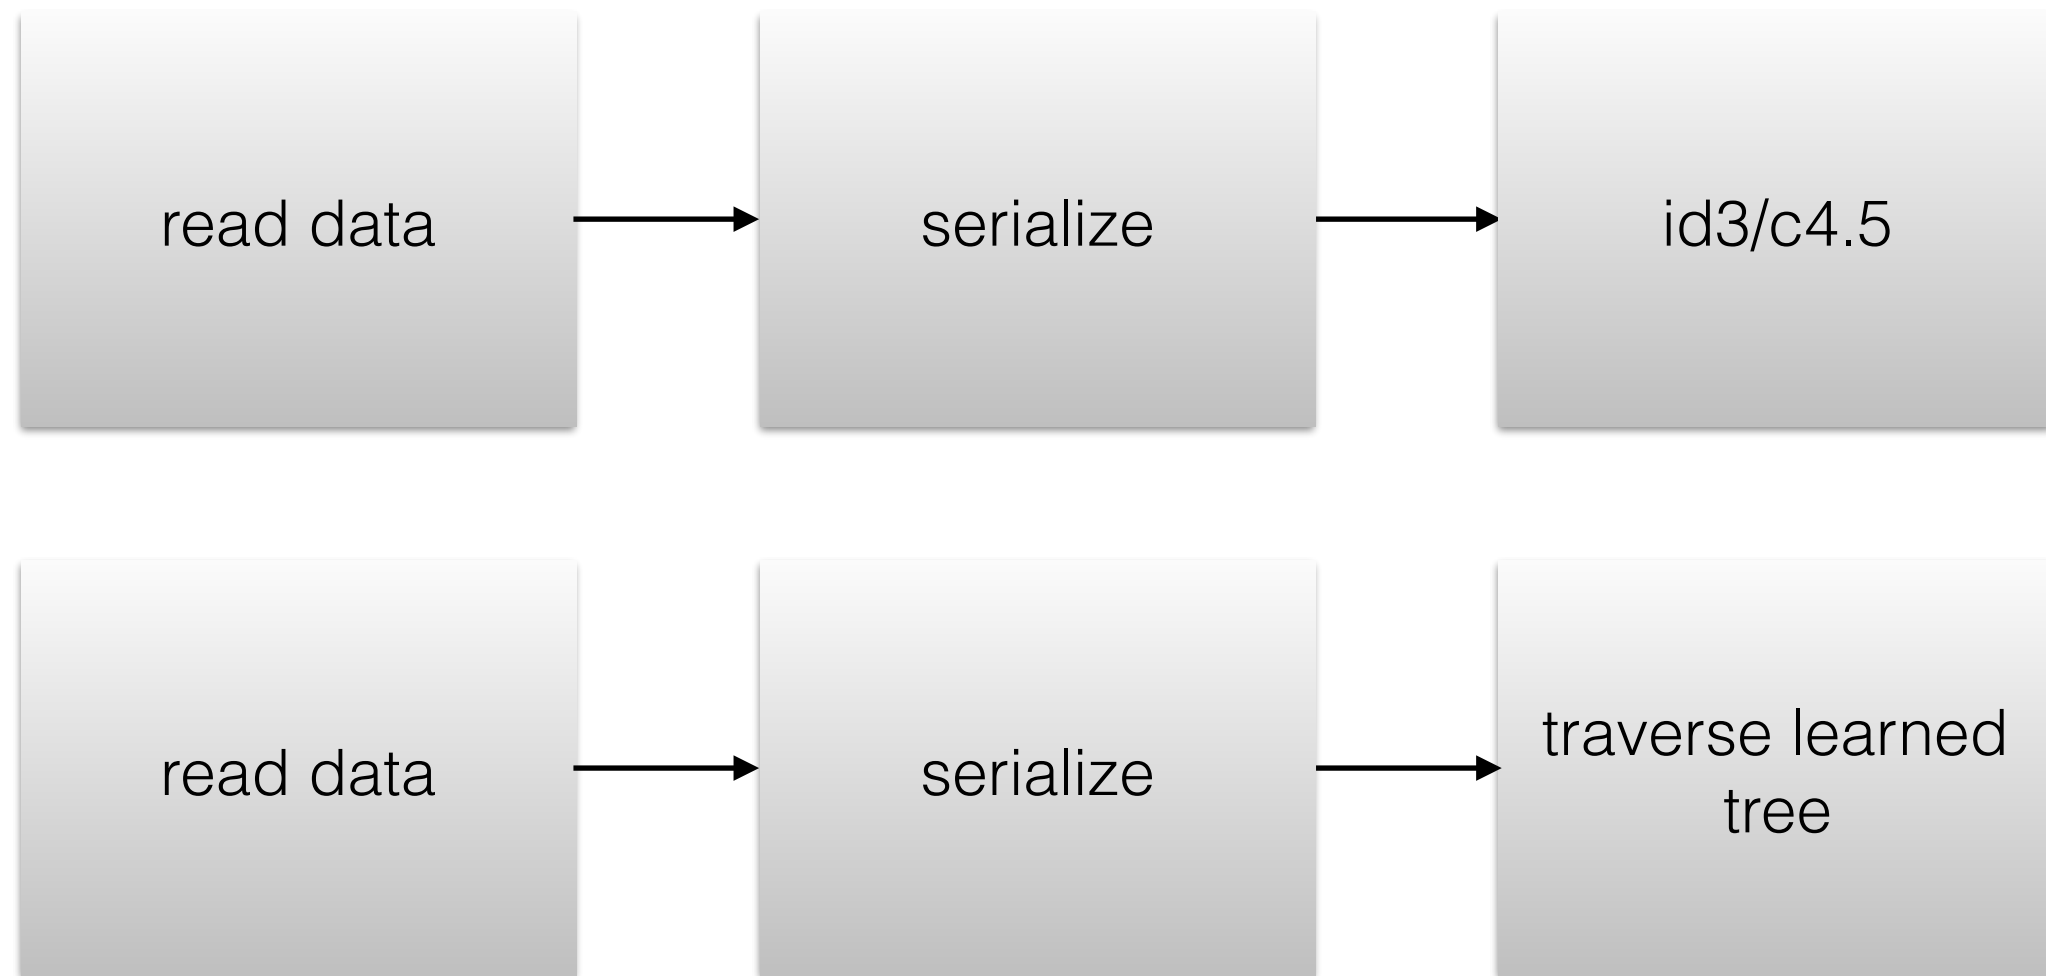 read data
serialize
id3/c4.5
read data
serialize
traverse learned
tree